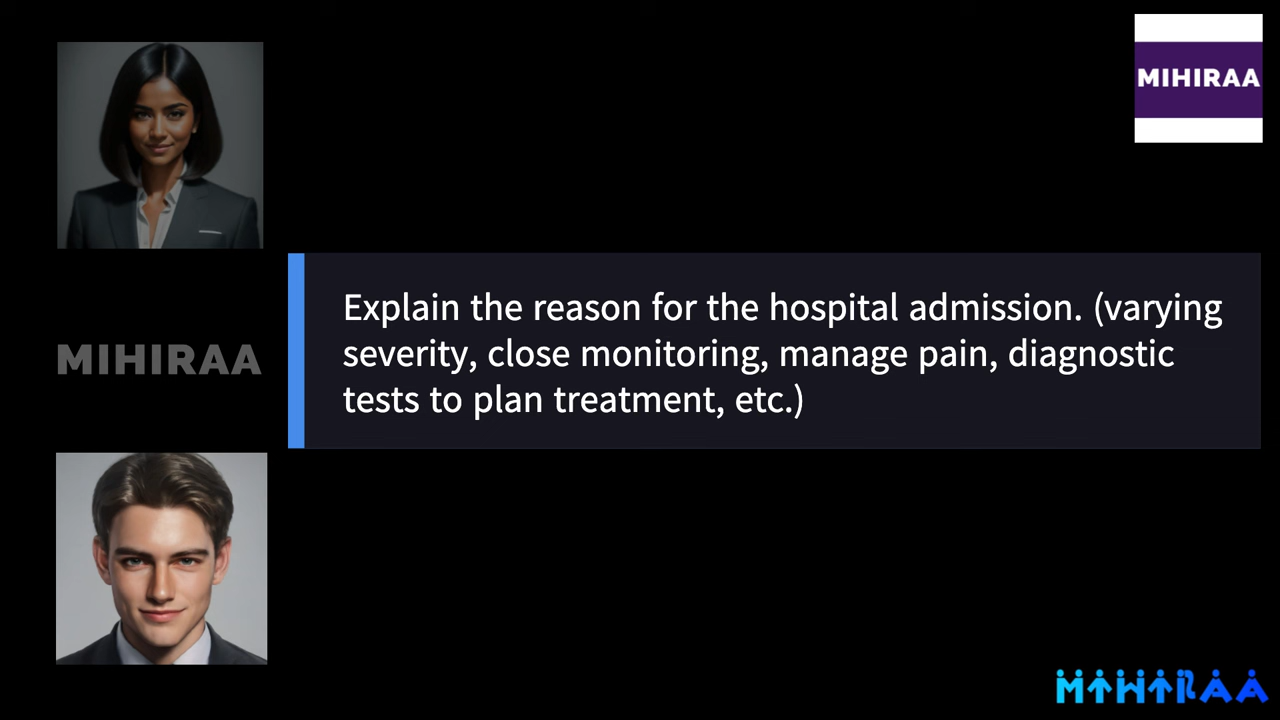 MIHIRAA
Explain the reason for the hospital admission. (varying
severity, close monitoring, manage pain, diagnostic
tests to plan treatment, etc.)
MIHIRAA
MIHIRAA